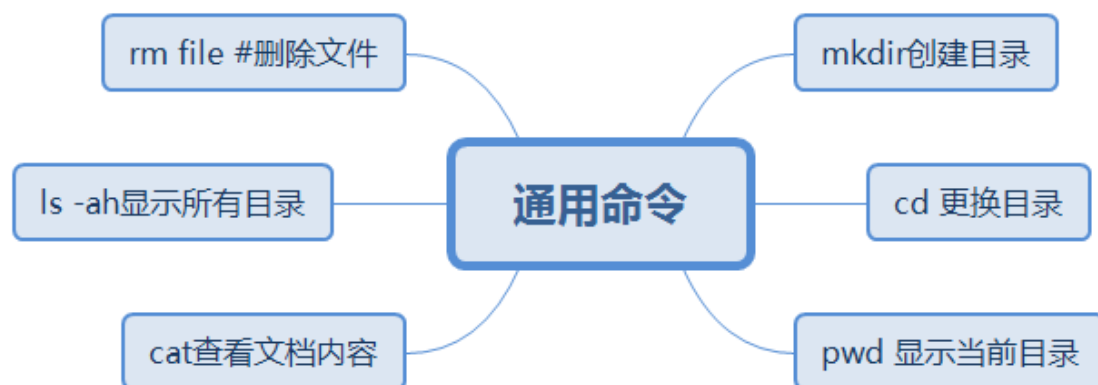 rm file #删除文件
mkdir创建目录
ls -ah显示所有目录
通用命令
cd 更换目录
cat查看文档内容
pwd 显示当前目录